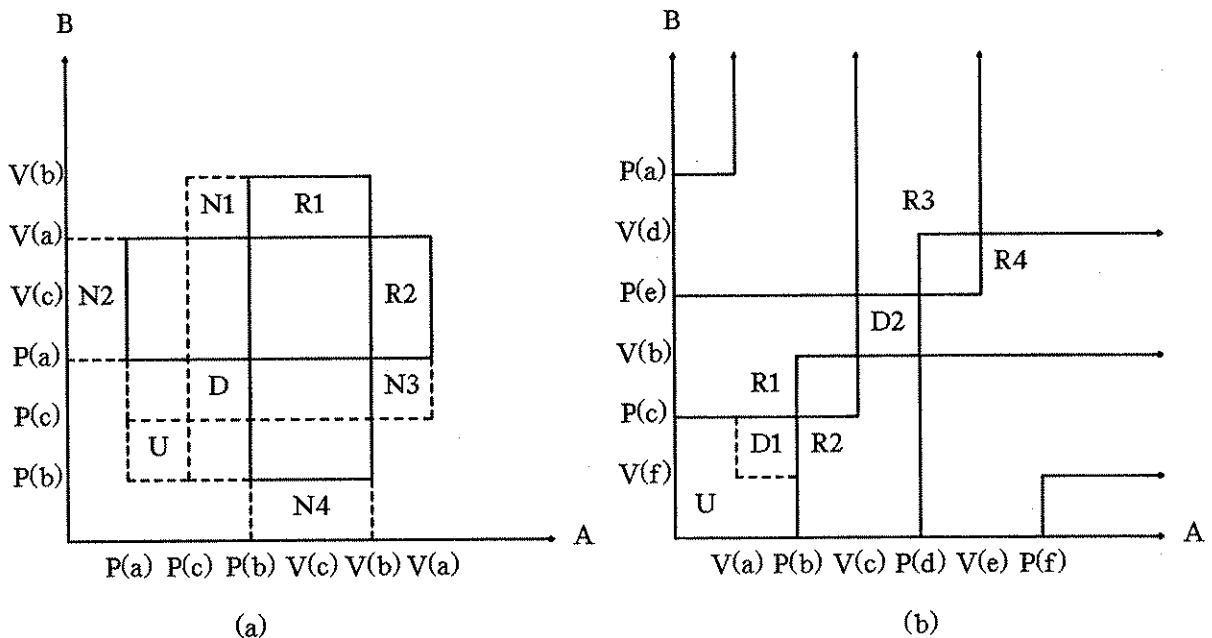 B
V(b)
N1 R1
V(a)
V(c) N2 R2
P(a)
D N3
P(c)
U
P(b)
N4
A
P(a) P(c) P(b) V(c) V(b) V(a)
(a)
B
P(a)
R3
V(d)
R4
P(e)
D2
V(b)
R1
P(c)
D1 R2
V(f)
U
A
V(a) P(b) V(c) P(d) V(e) P(f)
(b)